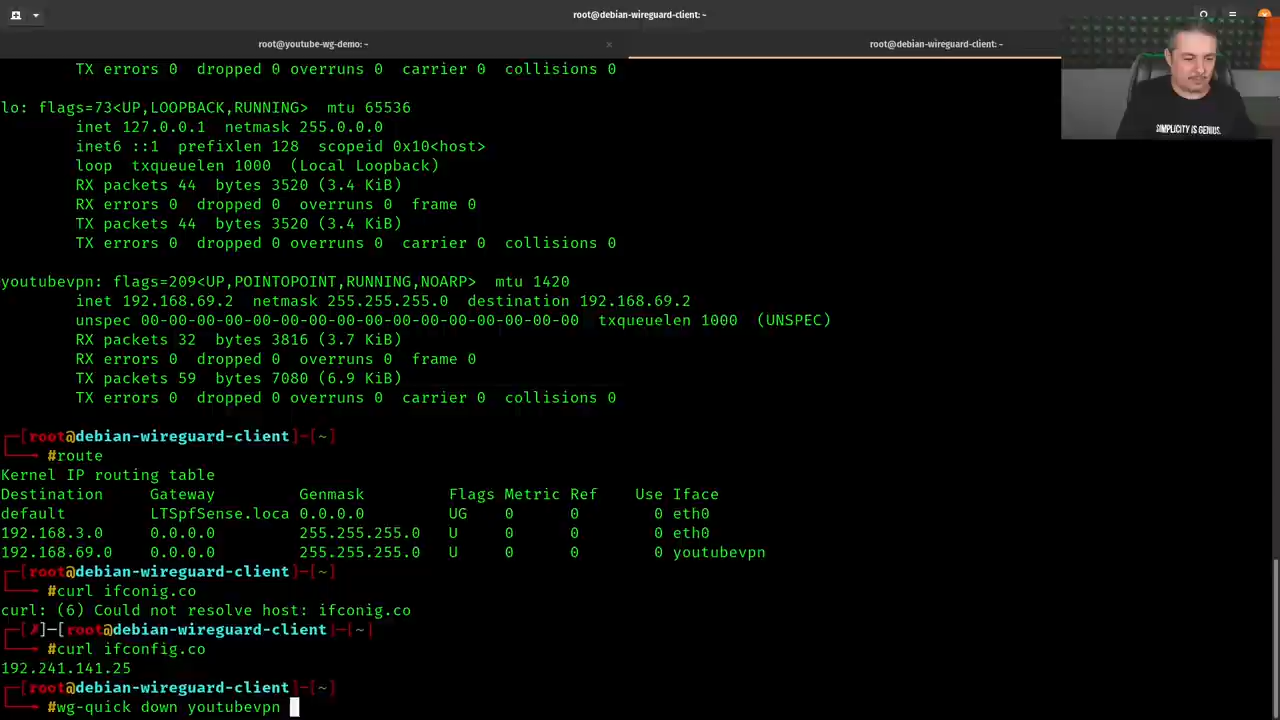 root@debian-wireguard-client: ~
root@youtube-wg-demo: ~
root@debian-wireguard-client: ~
TX errors 0  dropped 0 overruns 0  carrier 0  collisions 0
lo: flags=73<UP,LOOPBACK,RUNNING>  mtu 65536
inet 127.0.0.1  netmask 255.0.0.0
inet6 ::1  prefixlen 128  scopeid 0x10<host>
loop  txqueuelen 1000  (Local Loopback)
RX packets 44  bytes 3520 (3.4 KiB)
RX errors 0  dropped 0  overruns 0  frame 0
TX packets 44  bytes 3520 (3.4 KiB)
TX errors 0  dropped 0 overruns 0  carrier 0  collisions 0
youtubevpn: flags=209<UP,POINTOPOINT,RUNNING,NOARP>  mtu 1420
inet 192.168.69.2  netmask 255.255.255.0  destination 192.168.69.2
unspec 00-00-00-00-00-00-00-00-00-00-00-00-00-00-00-00  txqueuelen 1000  (UNSPEC)
RX packets 32  bytes 3816 (3.7 KiB)
RX errors 0  dropped 0  overruns 0  frame 0
TX packets 59  bytes 7080 (6.9 KiB)
TX errors 0  dropped 0 overruns 0  carrier 0  collisions 0
┌─[root@debian-wireguard-client]─[~]
└──╼ #route
Kernel IP routing table
Destination     Gateway         Genmask         Flags Metric Ref    Use Iface
default         LTSpfSense.loca 0.0.0.0         UG    0      0        0 eth0
192.168.3.0     0.0.0.0         255.255.255.0   U     0      0        0 eth0
192.168.69.0    0.0.0.0         255.255.255.0   U     0      0        0 youtubevpn
┌─[root@debian-wireguard-client]─[~]
└──╼ #curl ifconig.co
curl: (6) Could not resolve host: ifconig.co
┌─[✗]─[root@debian-wireguard-client]─[~]
└──╼ #curl ifconfig.co
192.241.141.25
┌─[root@debian-wireguard-client]─[~]
└──╼ #wg-quick down youtubevpn
SIMPLICITY IS GENIUS.